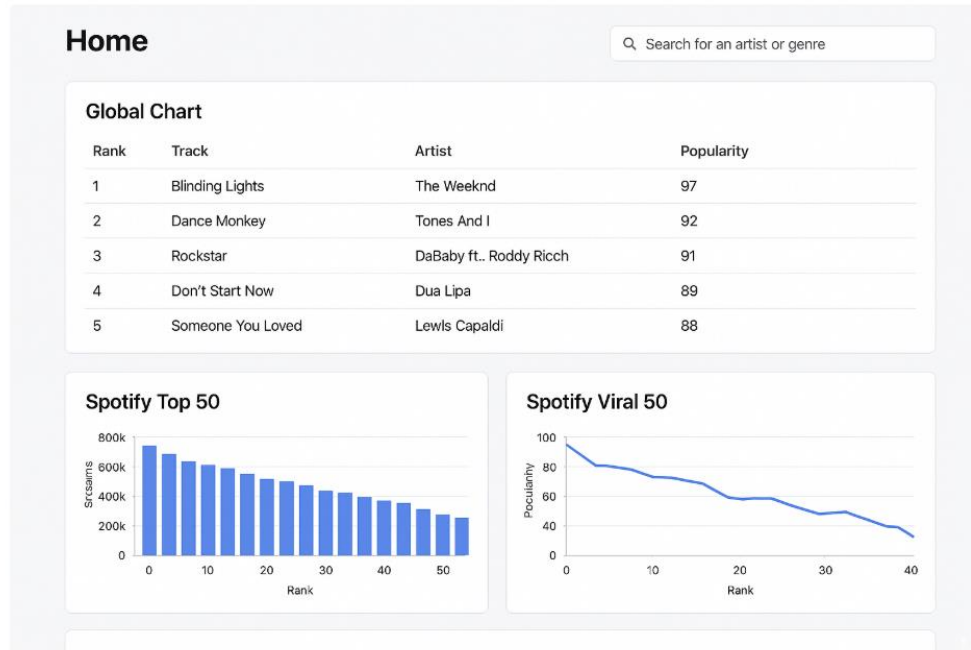 Home
Search for an artist or genre
Global Chart
Rank Track Artist Popularity
1 Blinding Lights The Weeknd 97
2 Dance Monkey Tones And I 92
3 Rockstar DaBaby ft.. Roddy Ricch 91
4 Don't Start Now Dua Lipa 89
5 Someone You Loved Lewls Capaldi 88
Spotify Top 50
800k
600k
400k
200k
0
0 10 20 30 40 50
Rank
Spotify Viral 50
100
80
60
40
0
0 10 20 30 40
Rank